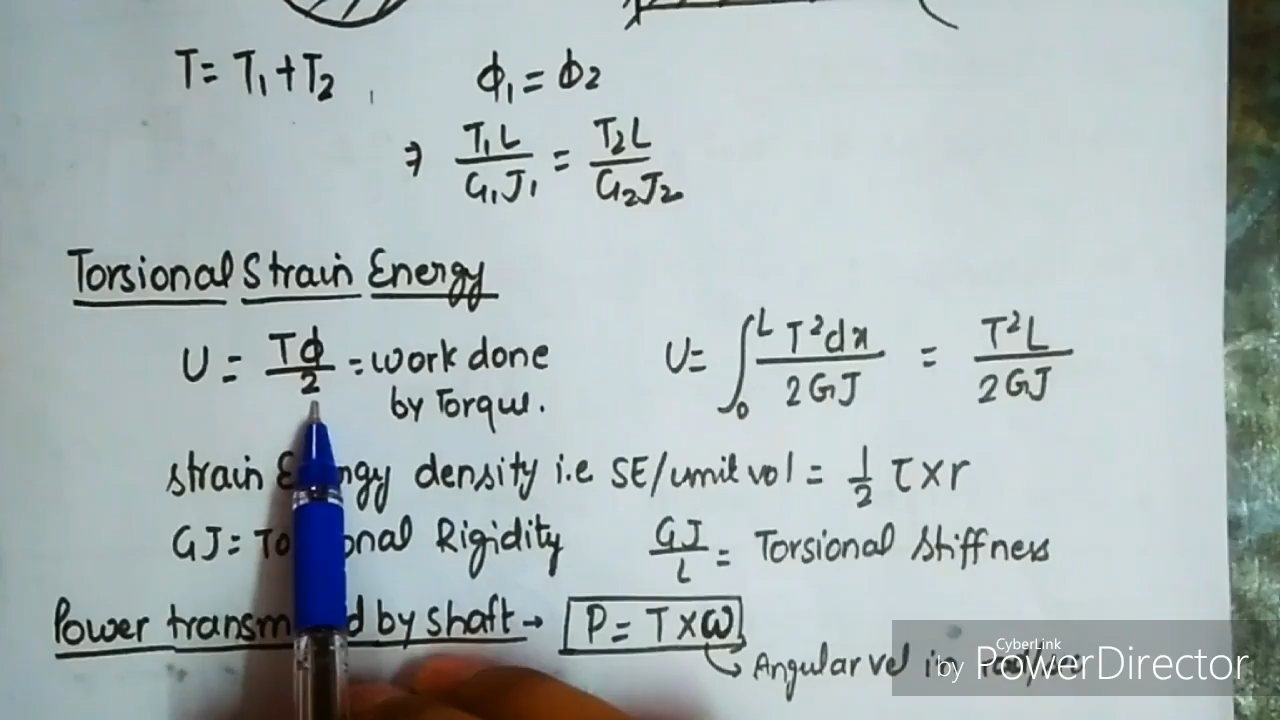 T = T₁ + T₂ , ϕ₁ = ϕ₂
⇒ T₁L/G₁J₁ = T₂L/G₂J₂
Torsional Strain Energy
U = Tϕ/2 = work done by Torque.
U = ∫₀ᴸ T²dx/2GJ = T²L/2GJ
strain density i.e SE/unit vol = 1/2 τ × r
GJ = Rigidity GJ/L = Torsional stiffness
Power by shaft → P = T × ω
Angular vel
CyberLink
by PowerDirector